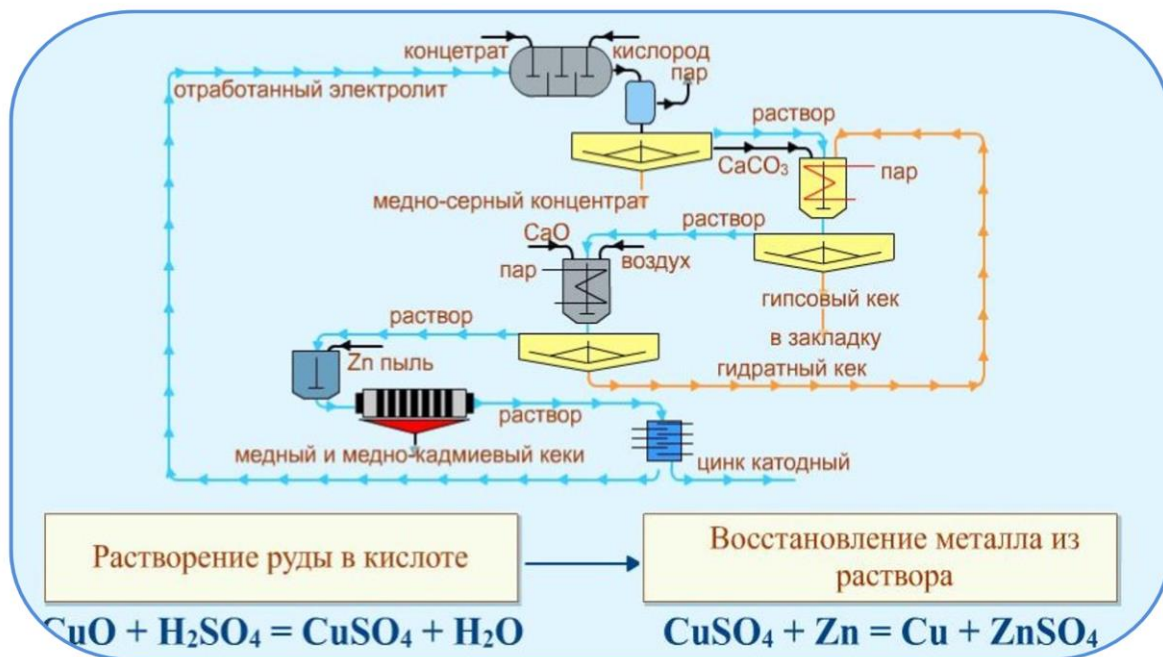 концетрат
кислород
пар
отработанный электролит
раствор
CaCO₃
пар
медно-серный концентрат
раствор
CaO
воздух
пар
гипсовый кек
раствор
в закладку
Zn пыль
гидратный кек
раствор
медный и медно-кадмиевый кеки
цинк катодный
Растворение руды в кислоте
Восстановление металла из
раствора
CuO + H₂SO₄ = CuSO₄ + H₂O
CuSO₄ + Zn = Cu + ZnSO₄